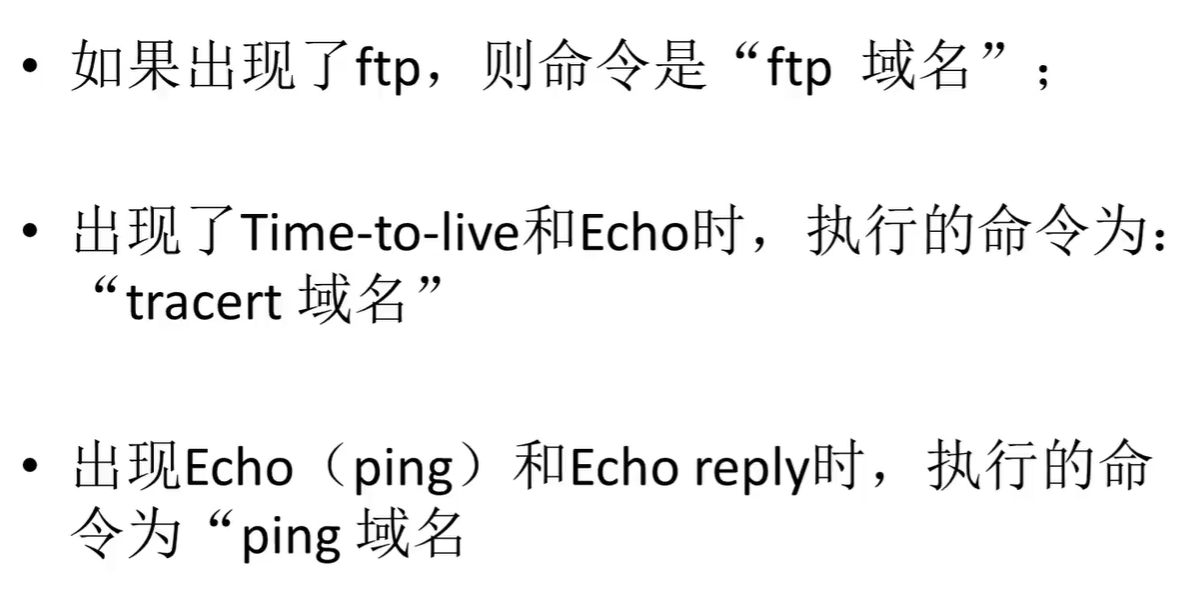 • 如果出现了ftp，则命令是“ftp 域名”；
• 出现了Time-to-live和Echo时，执行的命令为：
“tracert 域名”
• 出现Echo（ping）和Echo reply时，执行的命
令为“ping 域名